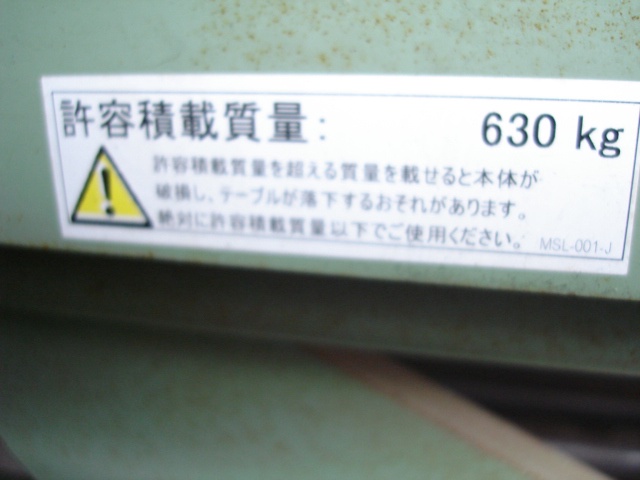 許容積載質量: 630 kg
許容積載質量を超える質量を載せると本体が
破損し、テーブルが落下するおそれがあります。
絶対に許容積載質量以下でご使用ください。
MSL-001-J